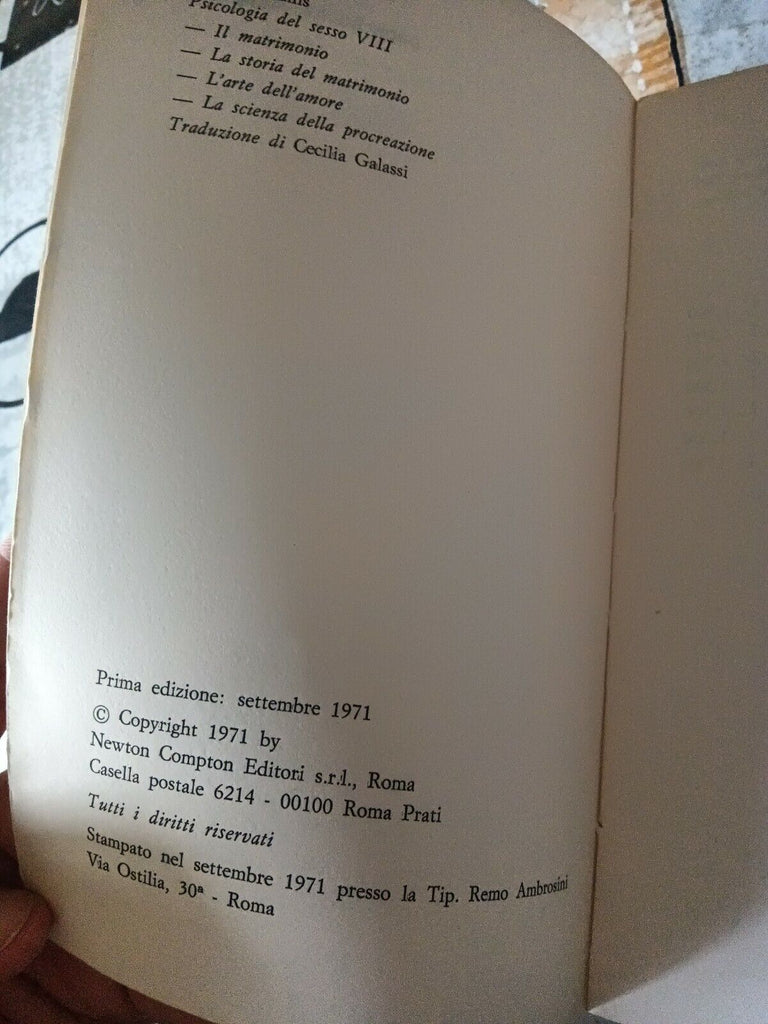 Psicologia del sesso VIII
— Il matrimonio
— La storia del matrimonio
— L'arte dell'amore
— La scienza della procreazione
Traduzione di Cecilia Galassi
Prima edizione: settembre 1971
© Copyright 1971 by
Newton Compton Editori s.r.l., Roma
Casella postale 6214 - 00100 Roma Prati
Tutti i diritti riservati
Stampato nel settembre 1971 presso la Tip. Remo Ambrosini
Via Ostilia, 30ª - Roma